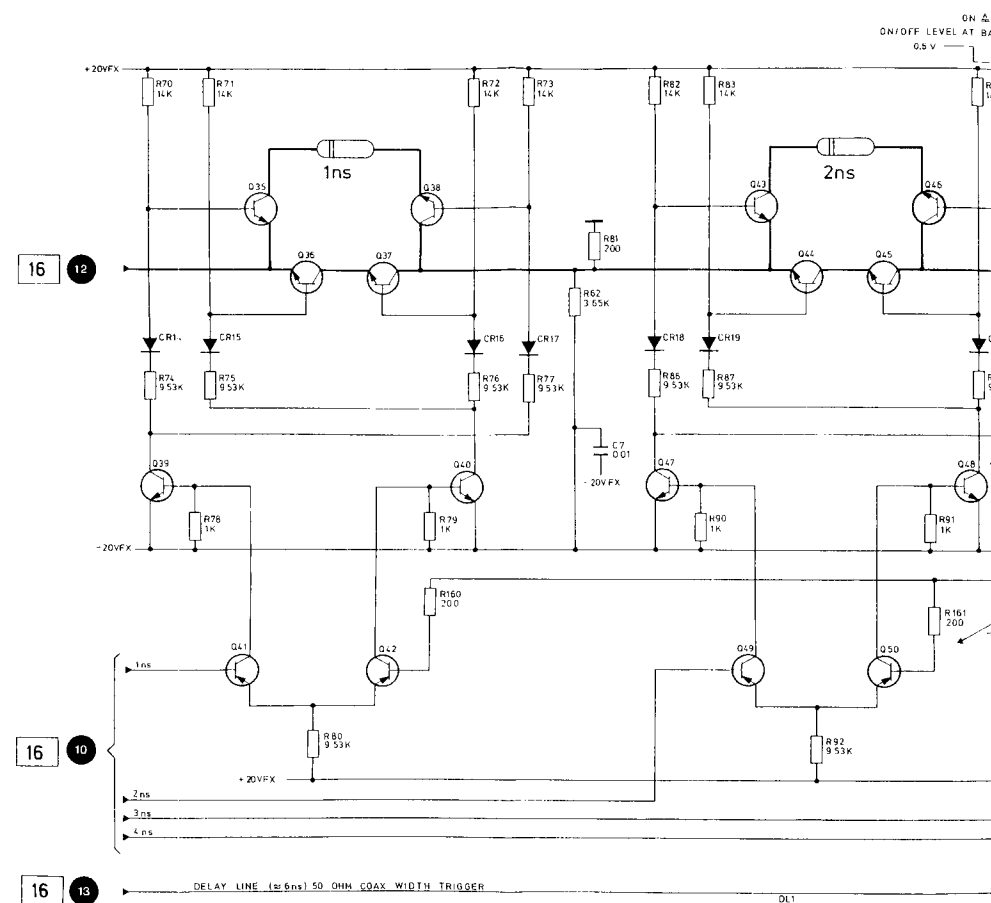 ON ≙
ON/OFF LEVEL AT BA
0.5 V
+20VFX
R70
14K
R71
14K
R72
14K
R73
14K
R82
14K
R83
14K
1ns
2ns
Q35
Q38
Q43
Q46
Q36
Q37
R81
200
Q44
Q45
16 12
R62
3.65K
CR15
CR16
CR17
CR18
CR19
R74
9.53K
R75
9.53K
R76
9.53K
R77
9.53K
R86
9.53K
R87
9.53K
C7
0.01
-20VFX
Q39
Q40
Q47
Q48
R78
1K
R79
1K
R90
1K
R91
1K
-20VFX
R160
200
R161
200
Q41
Q42
Q49
Q50
1ns
R80
9.53K
R92
9.53K
16 10
+20VFX
2ns
3ns
4ns
16 13
DELAY LINE (≈6ns) 50 OHM COAX WIDTH TRIGGER
DL1